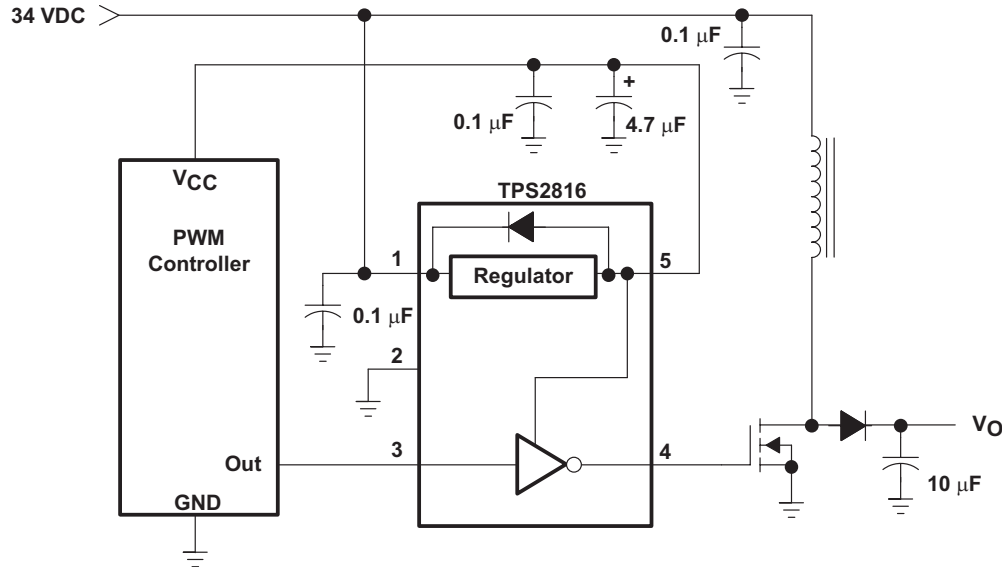 34 VDC
0.1 μF
0.1 μF
4.7 μF
+
VCC
PWM
Controller
TPS2816
1
Regulator
5
0.1 μF
2
Out
3
4
VO
10 μF
GND